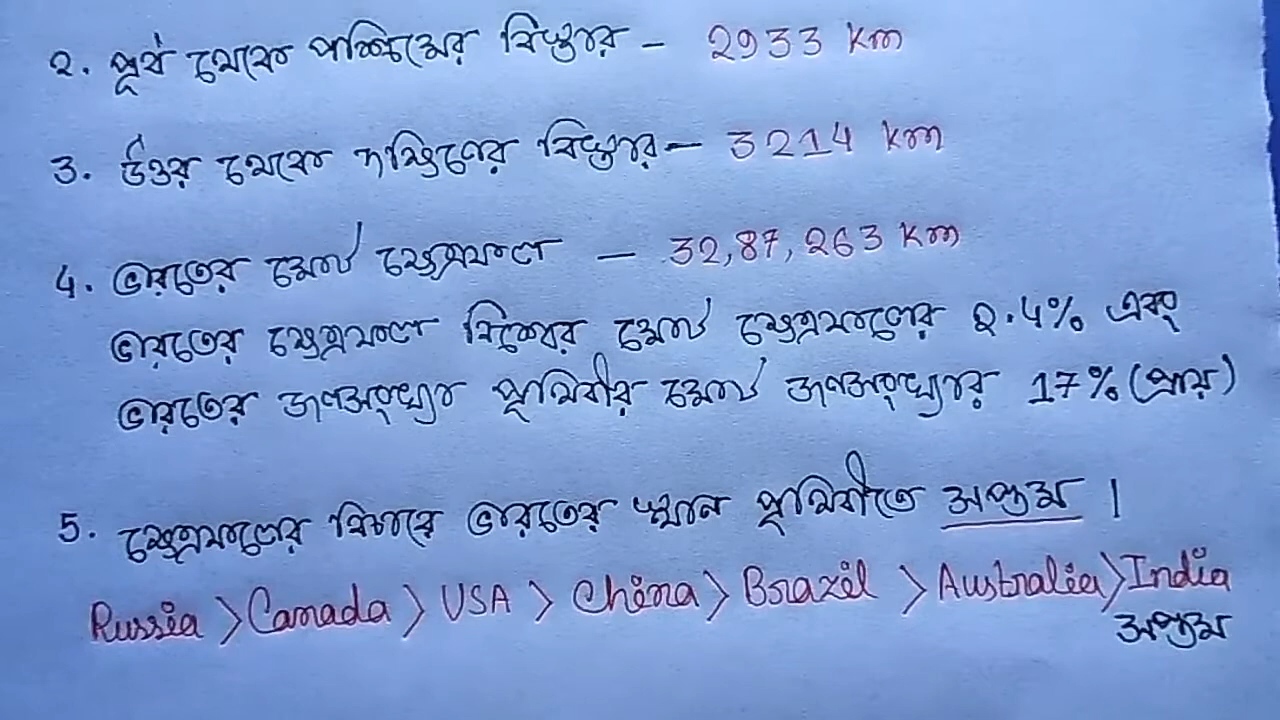 ২. পূর্ব থেকে পশ্চিমের বিস্তার - 2933 Km
3. উত্তর থেকে দক্ষিণের বিস্তার - 3214 Km
4. ভারতের মোট ক্ষেত্রফল - 32,87,263 Km
ভারতের ক্ষেত্রফল বিশ্বের মোট ক্ষেত্রফলের ২.4% এবং
ভারতের জনসংখ্যা পৃথিবীর মোট জনসংখ্যার 17% (প্রায়)
5. ক্ষেত্রফলের বিচারে ভারতের স্থান পৃথিবীতে সপ্তম।
Russia > Canada > USA > China > Brazil > Australia > India
সপ্তম